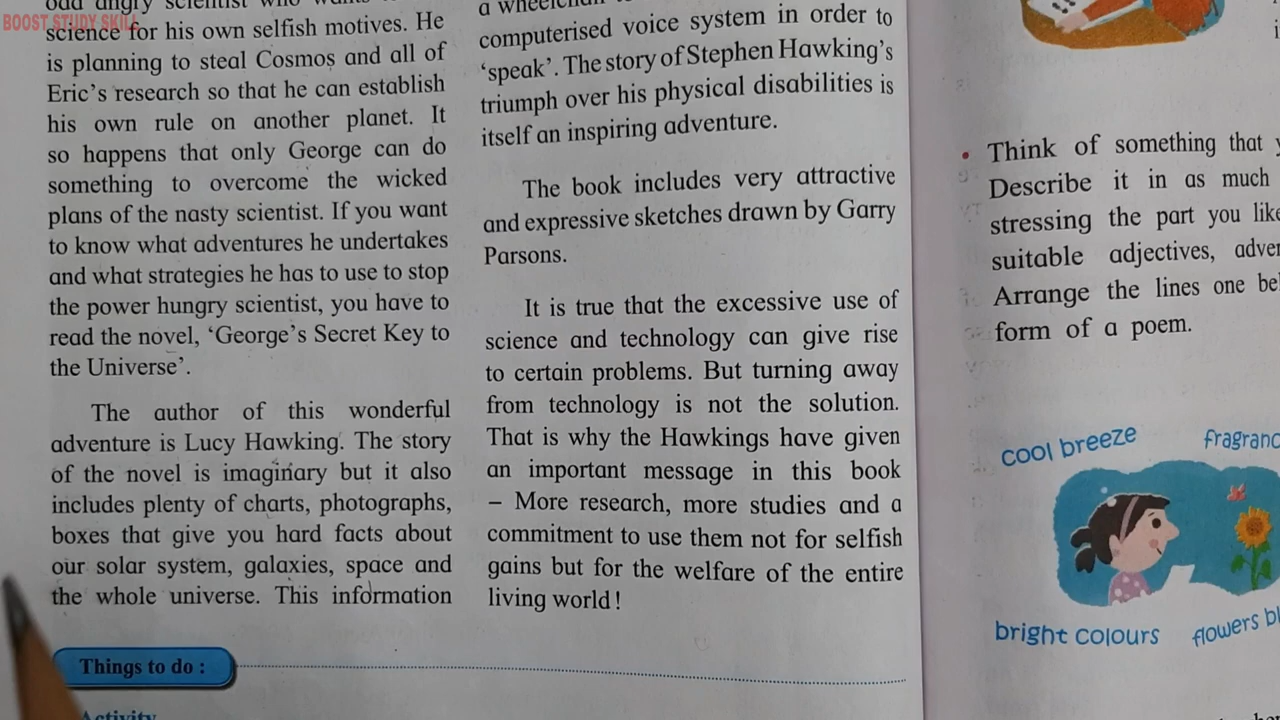 BOOST STUDY SKILL
odd angry scientist who wants to
science for his own selfish motives. He
is planning to steal Cosmos and all of
Eric's research so that he can establish
his own rule on another planet. It
so happens that only George can do
something to overcome the wicked
plans of the nasty scientist. If you want
to know what adventures he undertakes
and what strategies he has to use to stop
the power hungry scientist, you have to
read the novel, ‘George's Secret Key to
the Universe’.
The author of this wonderful
adventure is Lucy Hawking. The story
of the novel is imaginary but it also
includes plenty of charts, photographs,
boxes that give you hard facts about
our solar system, galaxies, space and
the whole universe. This information
a wheelchair
computerised voice system in order to
‘speak’. The story of Stephen Hawking's
triumph over his physical disabilities is
itself an inspiring adventure.
The book includes very attractive
and expressive sketches drawn by Garry
Parsons.
It is true that the excessive use of
science and technology can give rise
to certain problems. But turning away
from technology is not the solution.
That is why the Hawkings have given
an important message in this book
– More research, more studies and a
commitment to use them not for selfish
gains but for the welfare of the entire
living world!
Things to do :
Activity
• Think of something that
Describe it in as much
stressing the part you like
suitable adjectives,
Arrange the lines one
form of a poem.
cool breeze
bright colours
flowers